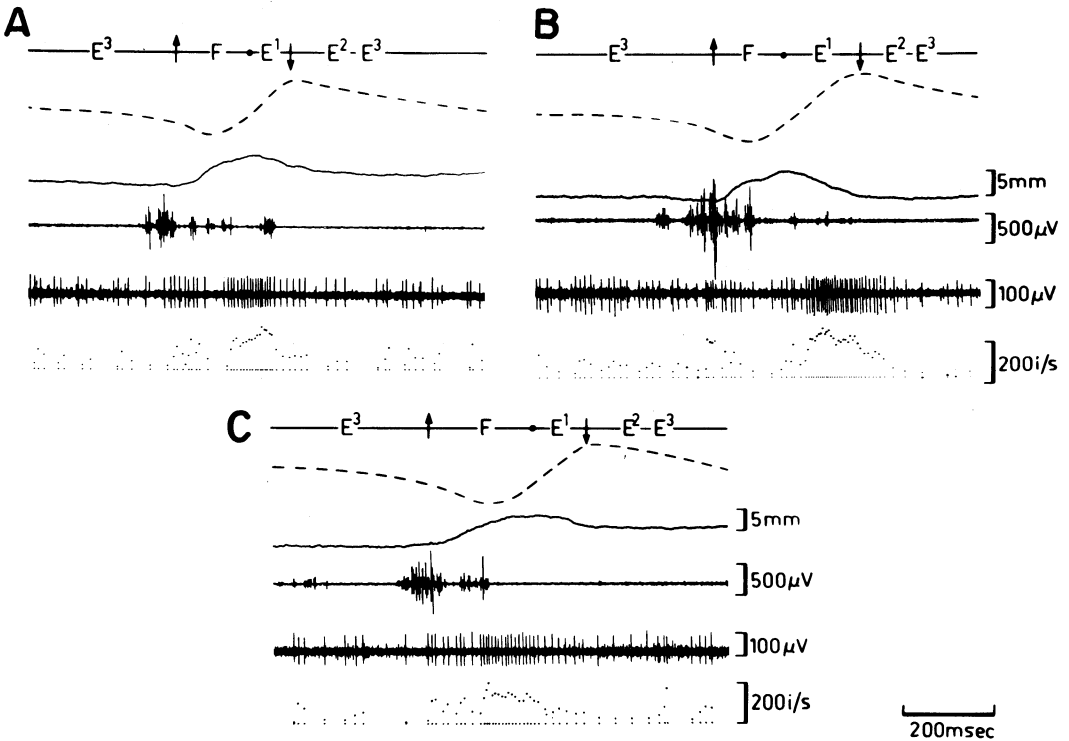 A
E³ F E¹ E²-E³
B
E³ F E¹ E²-E³
]5mm
]500μV
]100μV
]200i/s
C
E³ F E¹ E²-E³
]5mm
]500μV
]100μV
]200i/s
200msec